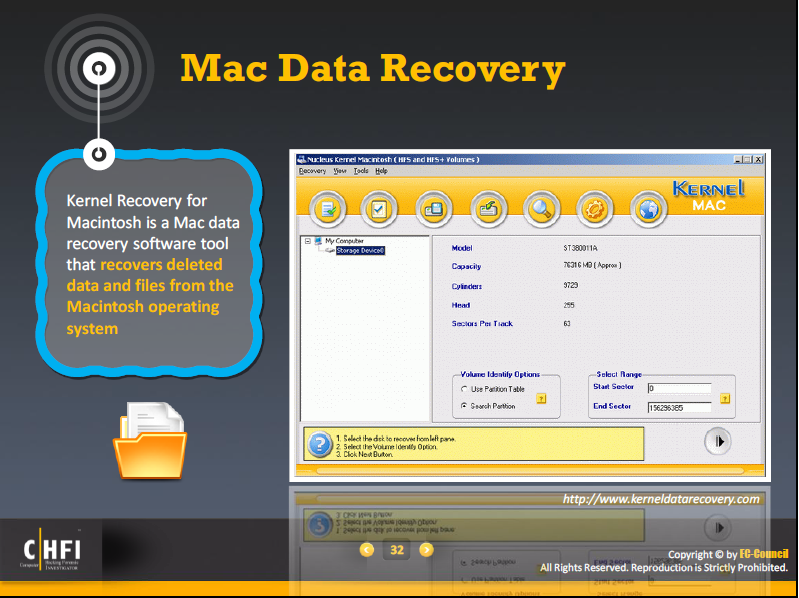 Mac Data Recovery
Kernel Recovery for
Macintosh is a Mac data
recovery software tool
that recovers deleted
data and files from the
Macintosh operating
system
Nucleus Kernel Macintosh ( HFS and HFS+ Volumes )
Recovery View Tools Help
KERNEL
MAC
My Computer
Storage Device0
Model ST380011A
Capacity 76316 MB ( Approx )
Cylinders 9729
Head 255
Sectors Per Track 63
Volume Identify Options
Use Partition Table
Search Partition
?
Select Range
Start Sector 0
End Sector 156296385
?
?
1. Select the disk to recover from left pane.
2. Select the Volume Identify Option.
3. Click Next Button.
http://www.kerneldatarecovery.com
CHFI
Computer Hacking Forensic
INVESTIGATOR
32
Copyright © by EC-Council
All Rights Reserved. Reproduction is Strictly Prohibited.